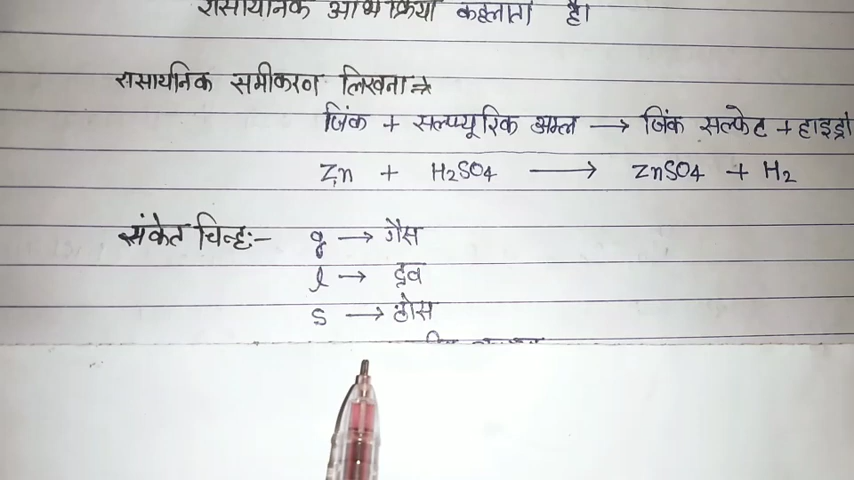 रासायनिक अभिक्रिया कहलाता है।
रासायनिक समीकरण लिखना⇒
जिंक + सल्फ्यूरिक अम्ल → जिंक सल्फेट + हाइड्रो
Zn + H2SO4 → ZnSO4 + H2
संकेत चिन्ह:- g → गैस
l → द्रव
s → ठोस